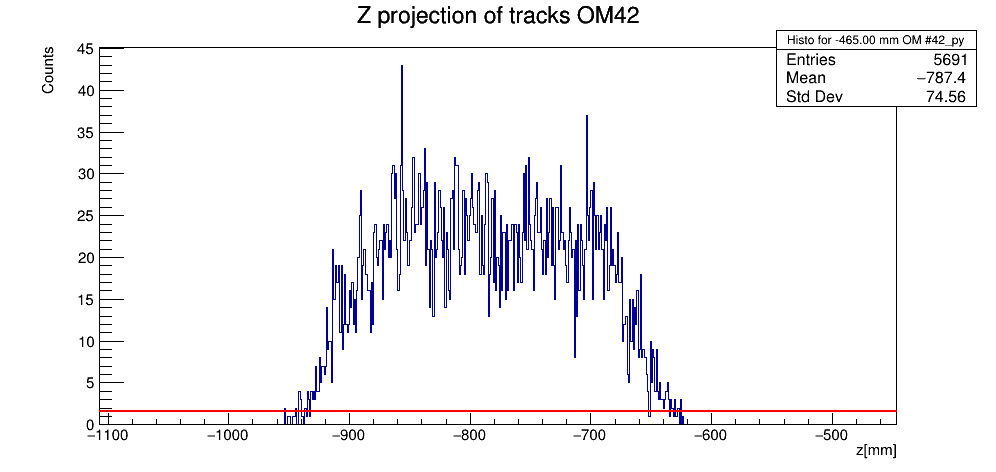 Z projection of tracks OM42
Histo for -465.00 mm OM #42_py
Entries 5691
Mean −787.4
Std Dev 74.56
Counts
45
40
35
30
25
20
15
10
5
0
−1100 −1000 −900 −800 −700 −600 −500
z[mm]